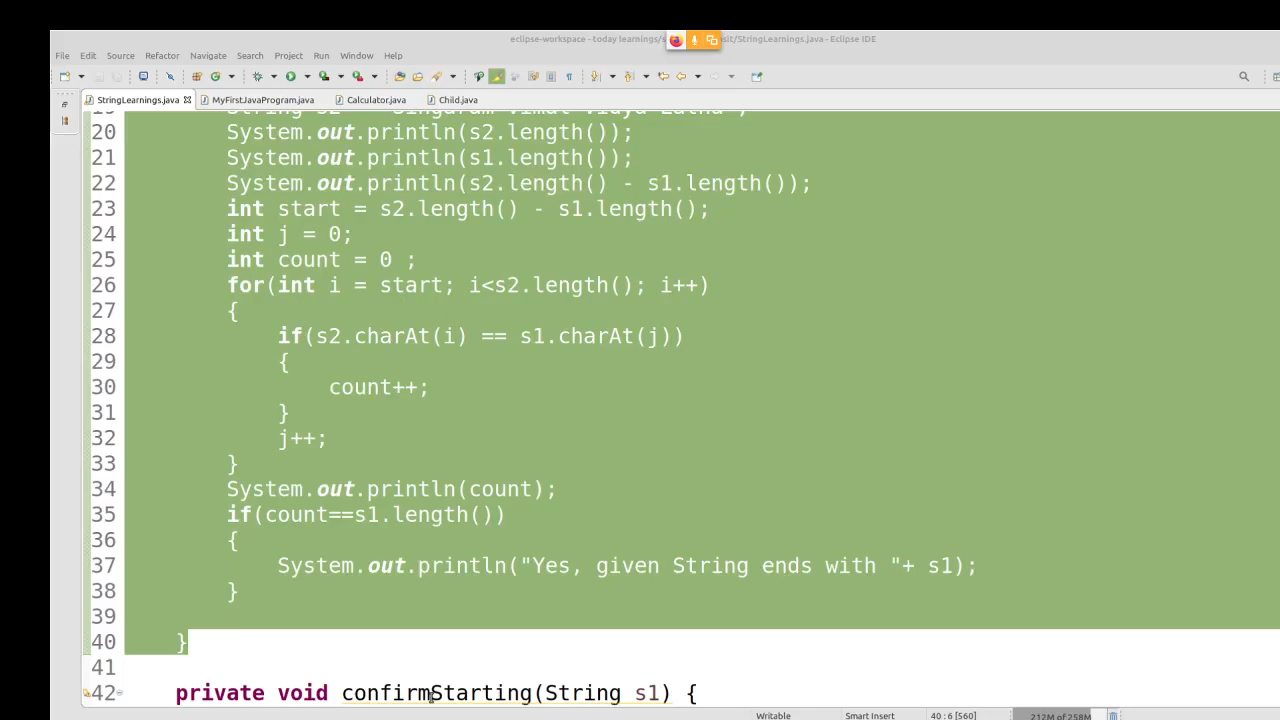 eclipse-workspace - today learnings/s sit/StringLearnings.java - Eclipse IDE
File Edit Source Refactor Navigate Search Project Run Window Help
StringLearnings.java MyFirstJavaProgram.java Calculator.java Child.java
20 System.out.println(s2.length());
21 System.out.println(s1.length());
22 System.out.println(s2.length() - s1.length());
23 int start = s2.length() - s1.length();
24 int j = 0;
25 int count = 0 ;
26 for(int i = start; i<s2.length(); i++)
27 {
28 if(s2.charAt(i) == s1.charAt(j))
29 {
30 count++;
31 }
32 j++;
33 }
34 System.out.println(count);
35 if(count==s1.length())
36 {
37 System.out.println("Yes, given String ends with "+ s1);
38 }
39
40 }
41
42 private void confirmStarting(String s1) {
Writable Smart Insert 40 : 6 [560] 212M of 258M